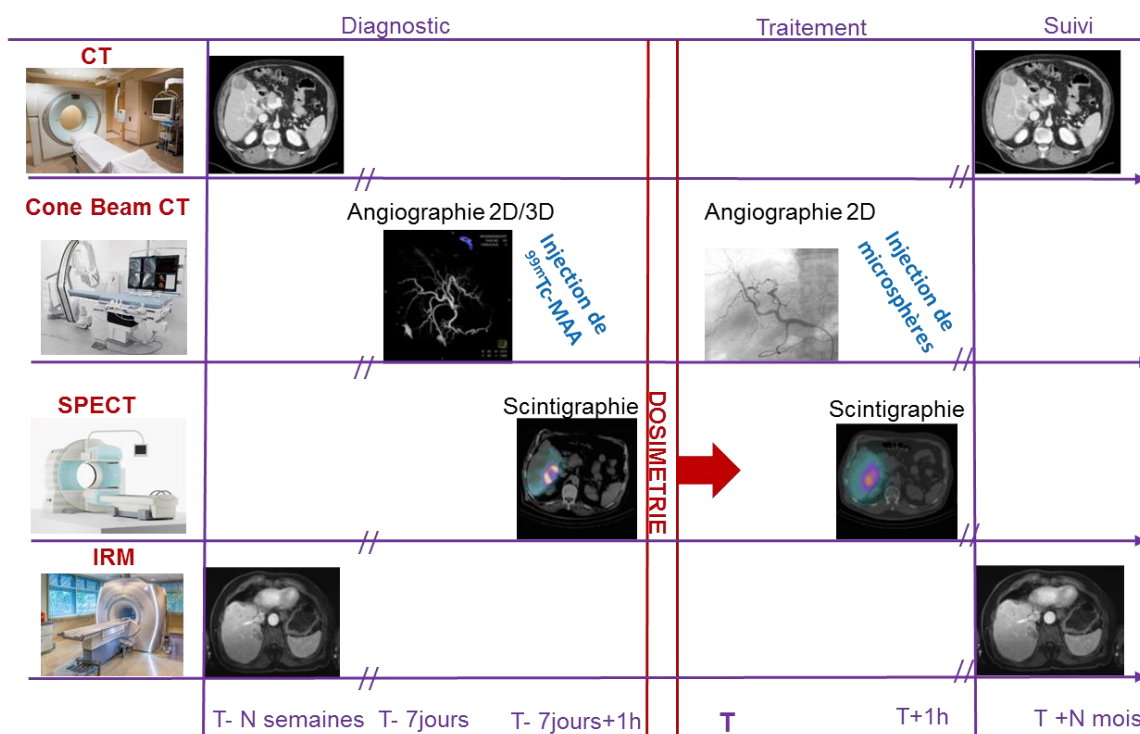 Diagnostic
Traitement
Suivi
CT
Cone Beam CT
Angiographie 2D/3D
Injection de
⁹⁹ᵐTc-MAA
Angiographie 2D
Injection de
microsphères
SPECT
Scintigraphie
DOSIMETRIE
Scintigraphie
IRM
T- N semaines
T- 7jours
T- 7jours+1h
T
T+1h
T +N mois